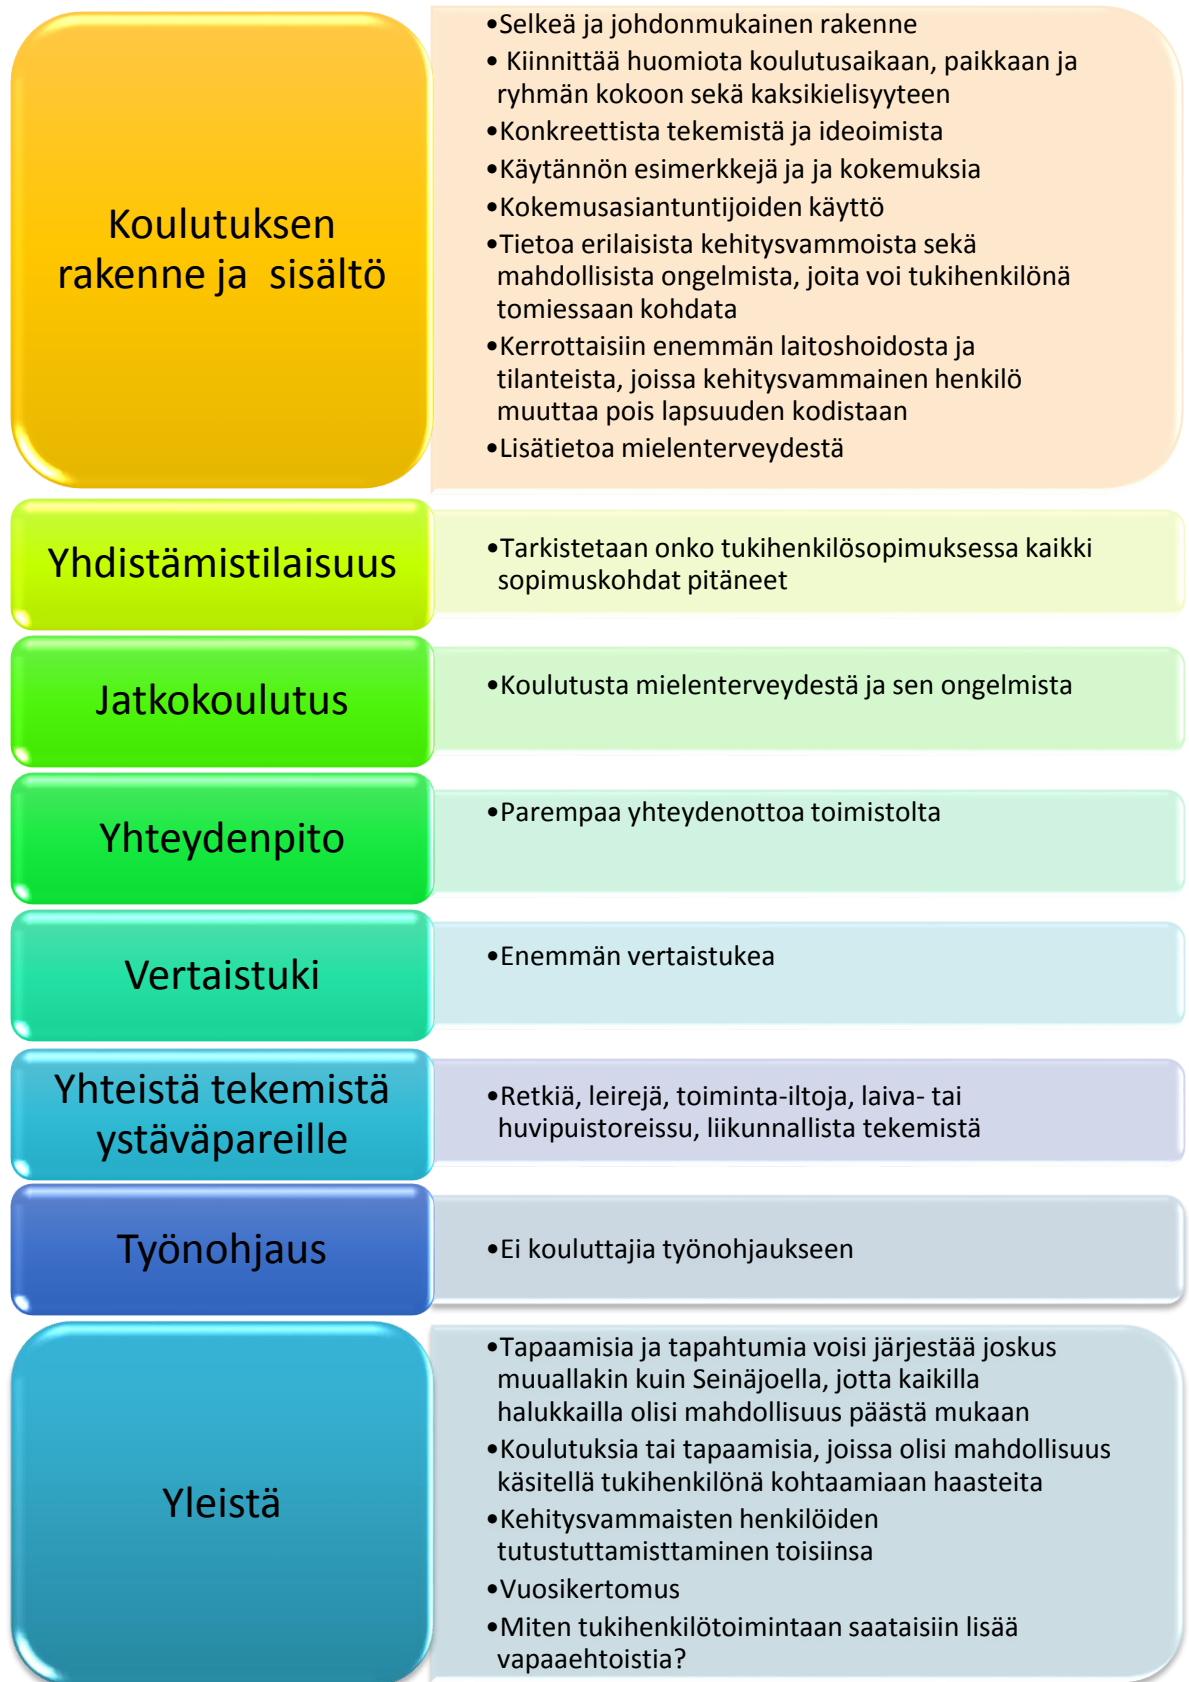 Koulutuksen
rakenne ja  sisältö
•Selkeä ja johdonmukainen rakenne
• Kiinnittää huomiota koulutusaikaan, paikkaan ja
ryhmän kokoon sekä kaksikielisyyteen
•Konkreettista tekemistä ja ideoimista
•Käytännön esimerkkejä ja ja kokemuksia
•Kokemusasiantuntijoiden käyttö
•Tietoa erilaisista kehitysvammoista sekä
mahdollisista ongelmista, joita voi tukihenkilönä
tomiessaan kohdata
•Kerrottaisiin enemmän laitoshoidosta ja
tilanteista, joissa kehitysvammainen henkilö
muuttaa pois lapsuuden kodistaan
•Lisätietoa mielenterveydestä
Yhdistämistilaisuus
•Tarkistetaan onko tukihenkilösopimuksessa kaikki
sopimuskohdat pitäneet
Jatkokoulutus
•Koulutusta mielenterveydestä ja sen ongelmista
Yhteydenpito
•Parempaa yhteydenottoa toimistolta
Vertaistuki
•Enemmän vertaistukea
Yhteistä tekemistä
ystäväpareille
•Retkiä, leirejä, toiminta-iltoja, laiva- tai
huvipuistoreissu, liikunnallista tekemistä
Työnohjaus
•Ei kouluttajia työnohjaukseen
Yleistä
•Tapaamisia ja tapahtumia voisi järjestää joskus
muuallakin kuin Seinäjoella, jotta kaikilla
halukkailla olisi mahdollisuus päästä mukaan
•Koulutuksia tai tapaamisia, joissa olisi mahdollisuus
käsitellä tukihenkilönä kohtaamiaan haasteita
•Kehitysvammaisten henkilöiden
tutustuttamisttaminen toisiinsa
•Vuosikertomus
•Miten tukihenkilötoimintaan saataisiin lisää
vapaaehtoistia?